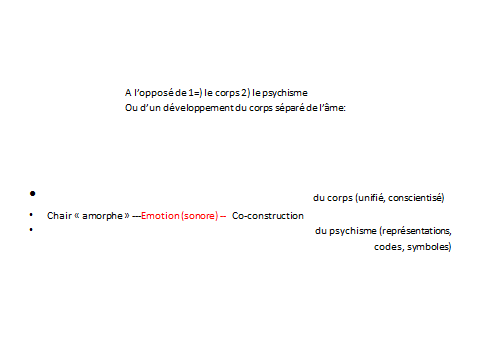 A l’opposé de 1=) le corps 2) le psychisme
Ou d’un développement du corps séparé de l’âme:
•
du corps (unifié, conscientisé)
• Chair « amorphe » ---Emotion (sonore) -- Co-construction
•
du psychisme (représentations,
codes, symboles)